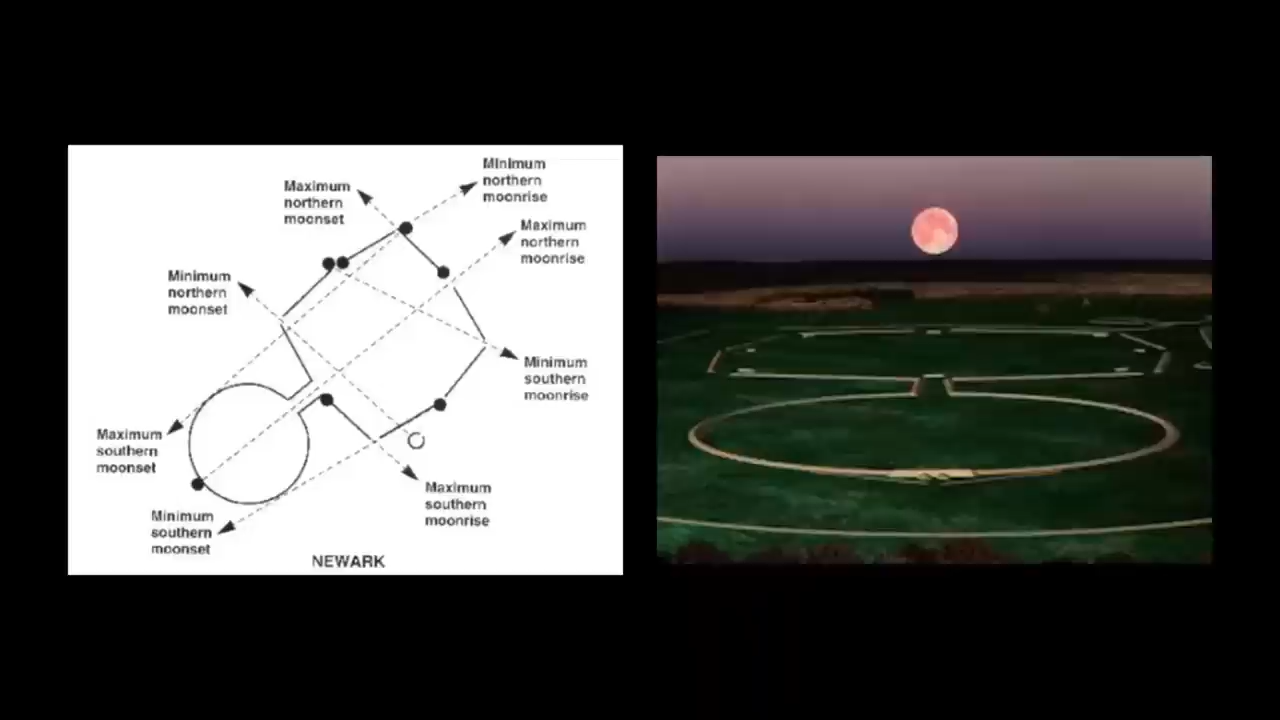 Maximum
northern
moonset
Minimum
northern
moonrise
Maximum
northern
moonrise
Minimum
northern
moonset
Minimum
southern
moonrise
Maximum
southern
moonset
Maximum
southern
moonrise
Minimum
southern
moonset
NEWARK